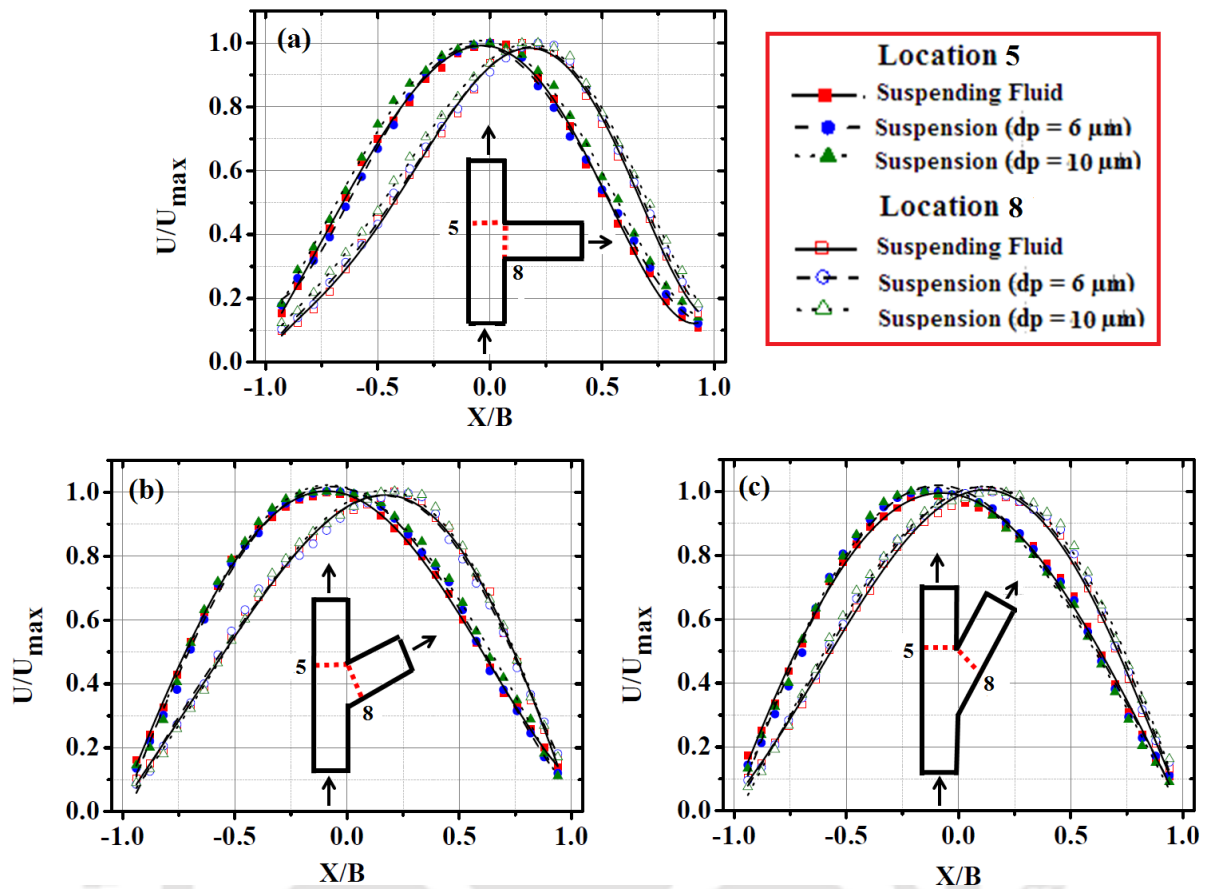 (a)
U/Umax
1.0
0.8
0.6
0.4
0.2
0.0
5
8
-1.0 -0.5 0.0 0.5 1.0
X/B
Location 5
Suspending Fluid
Suspension (dp = 6 µm)
Suspension (dp = 10 µm)
Location 8
Suspending Fluid
Suspension (dp = 6 µm)
Suspension (dp = 10 µm)
(b)
U/Umax
1.0
0.8
0.6
0.4
0.2
0.0
5
8
-1.0 -0.5 0.0 0.5 1.0
X/B
(c)
U/Umax
1.0
0.8
0.6
0.4
0.2
0.0
5
8
-1.0 -0.5 0.0 0.5 1.0
X/B